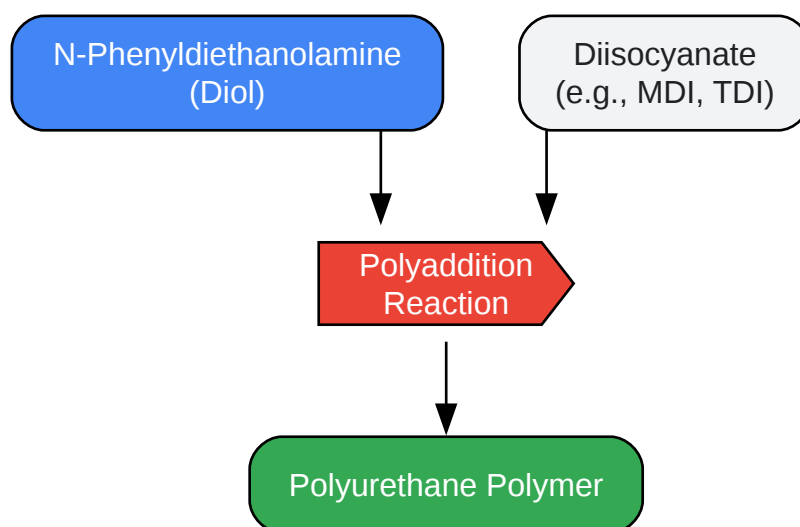 N-Phenyldiethanolamine
(Diol)
Diisocyanate
(e.g., MDI, TDI)
Polyaddition
Reaction
Polyurethane Polymer